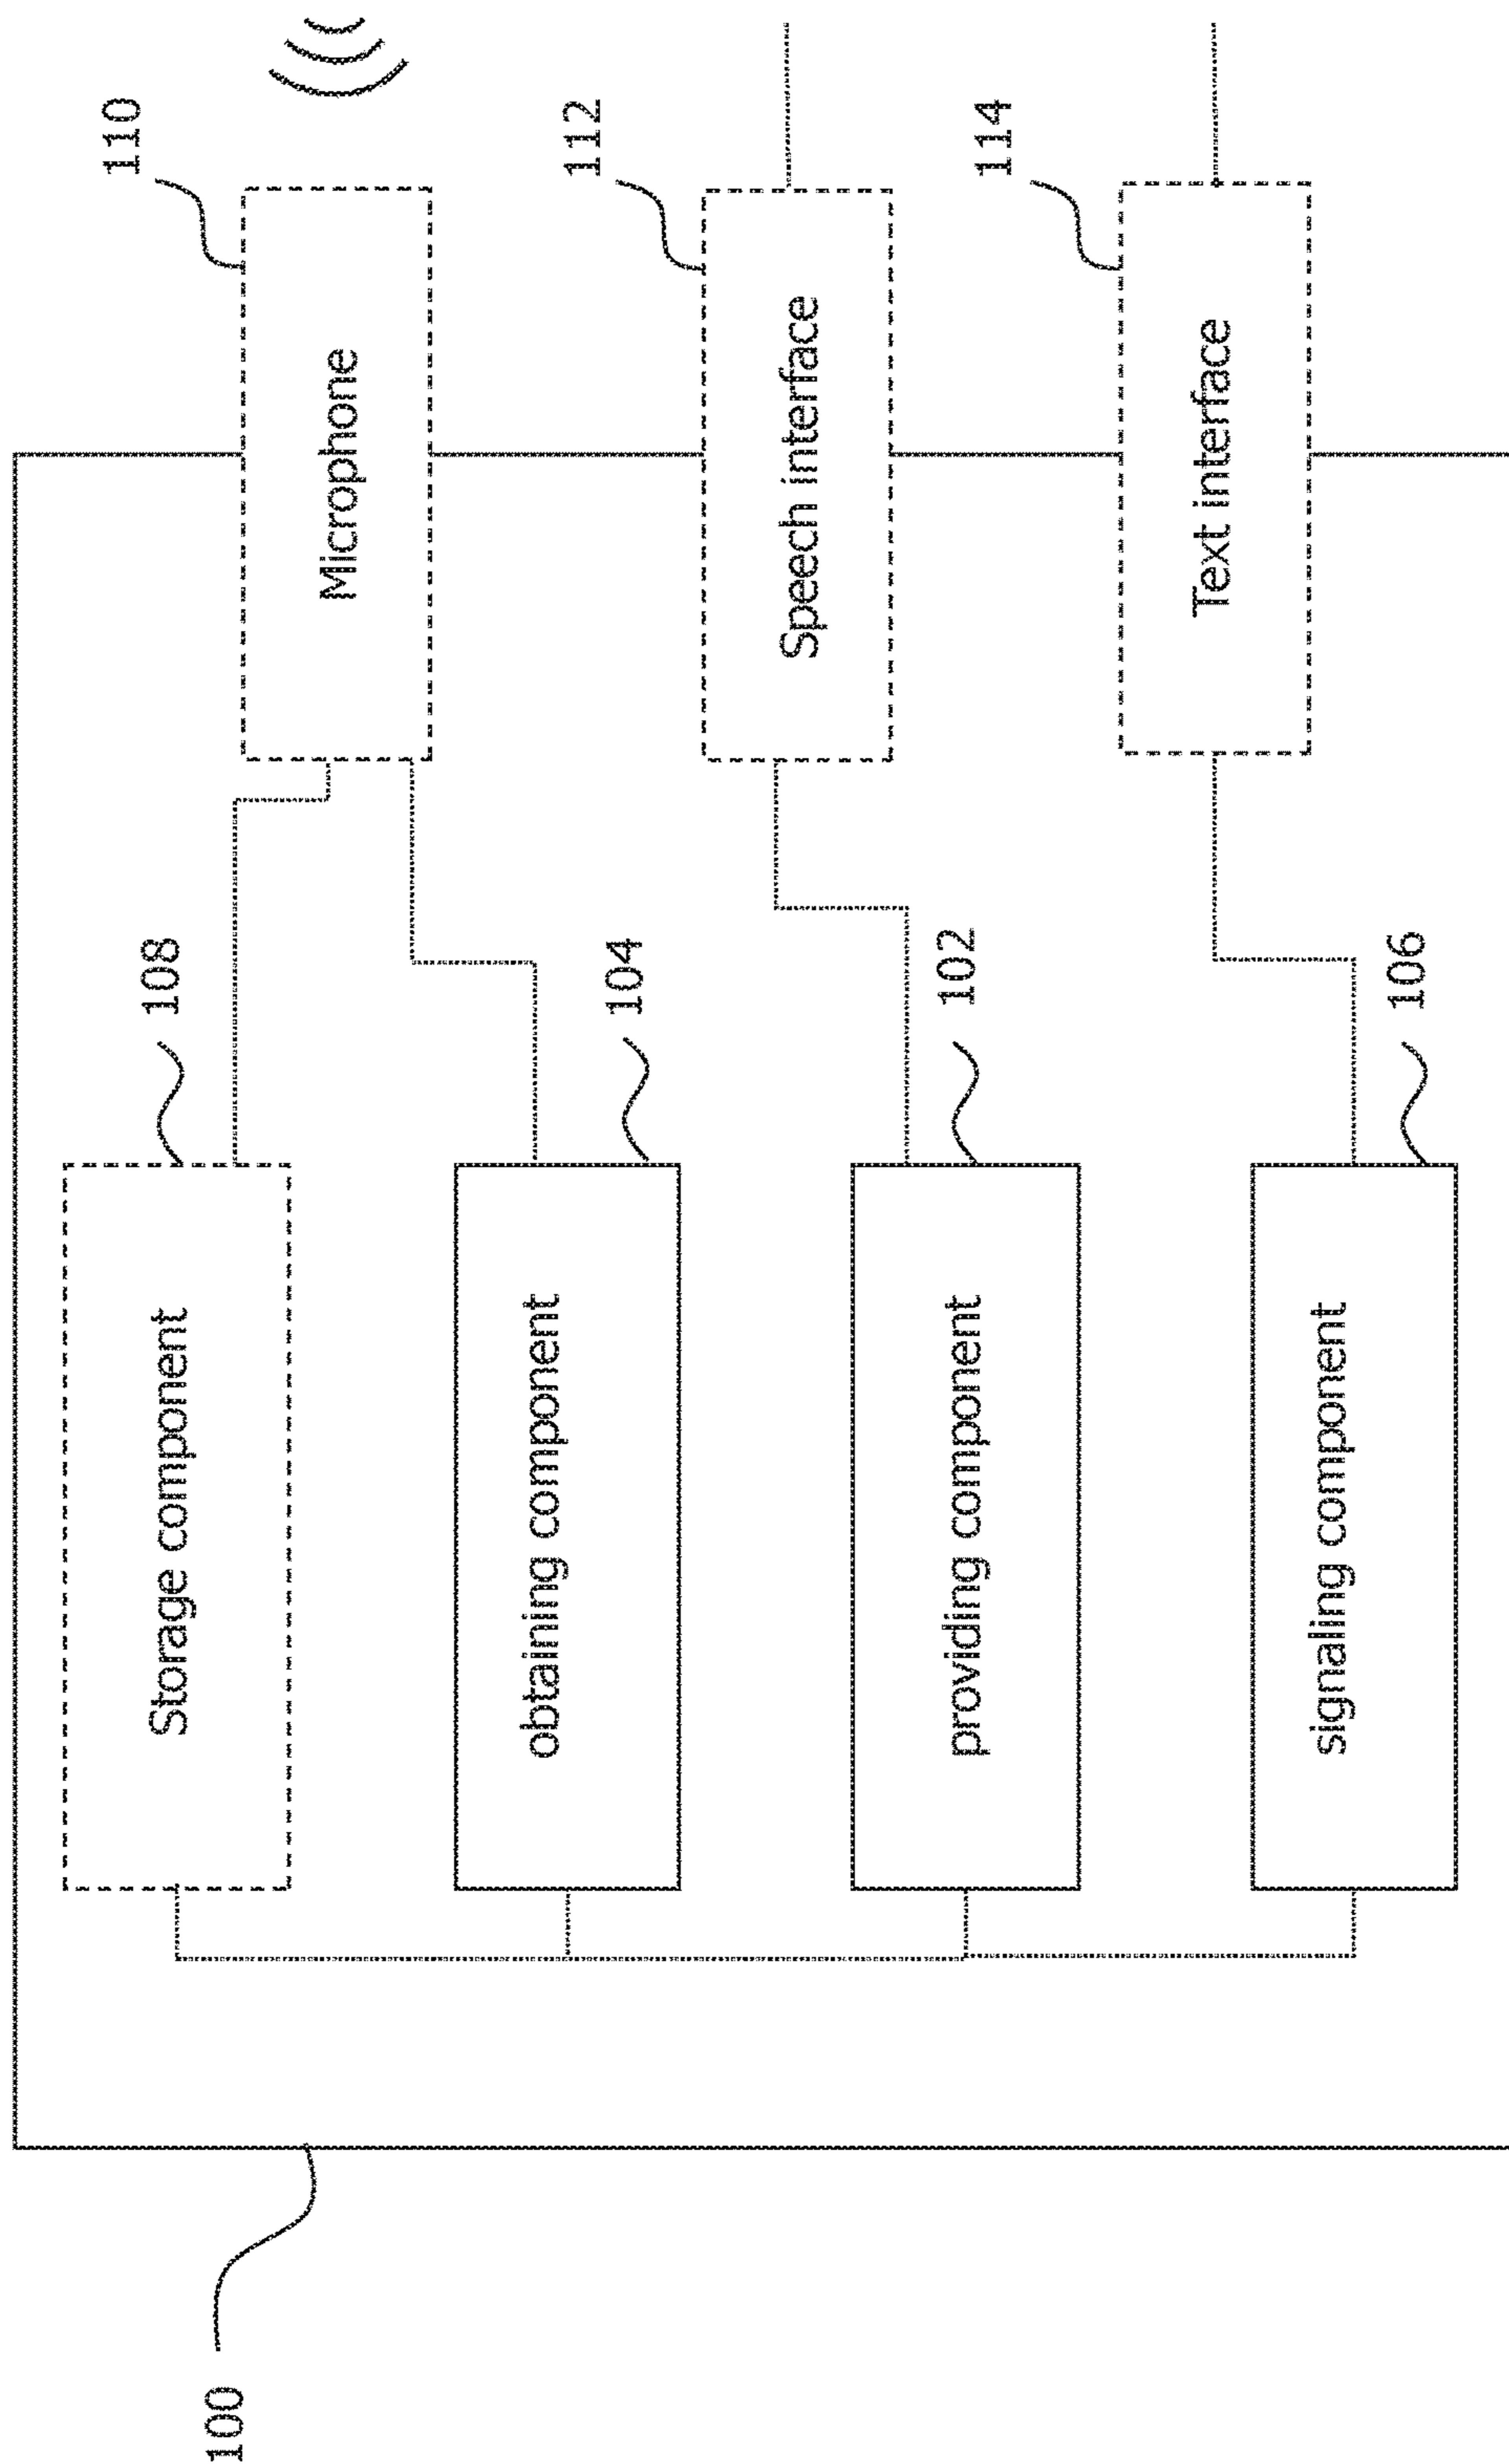 100
Storage component
108
Microphone
110
obtaining component
104
Speech interface
112
providing component
102
Text interface
114
signaling component
106